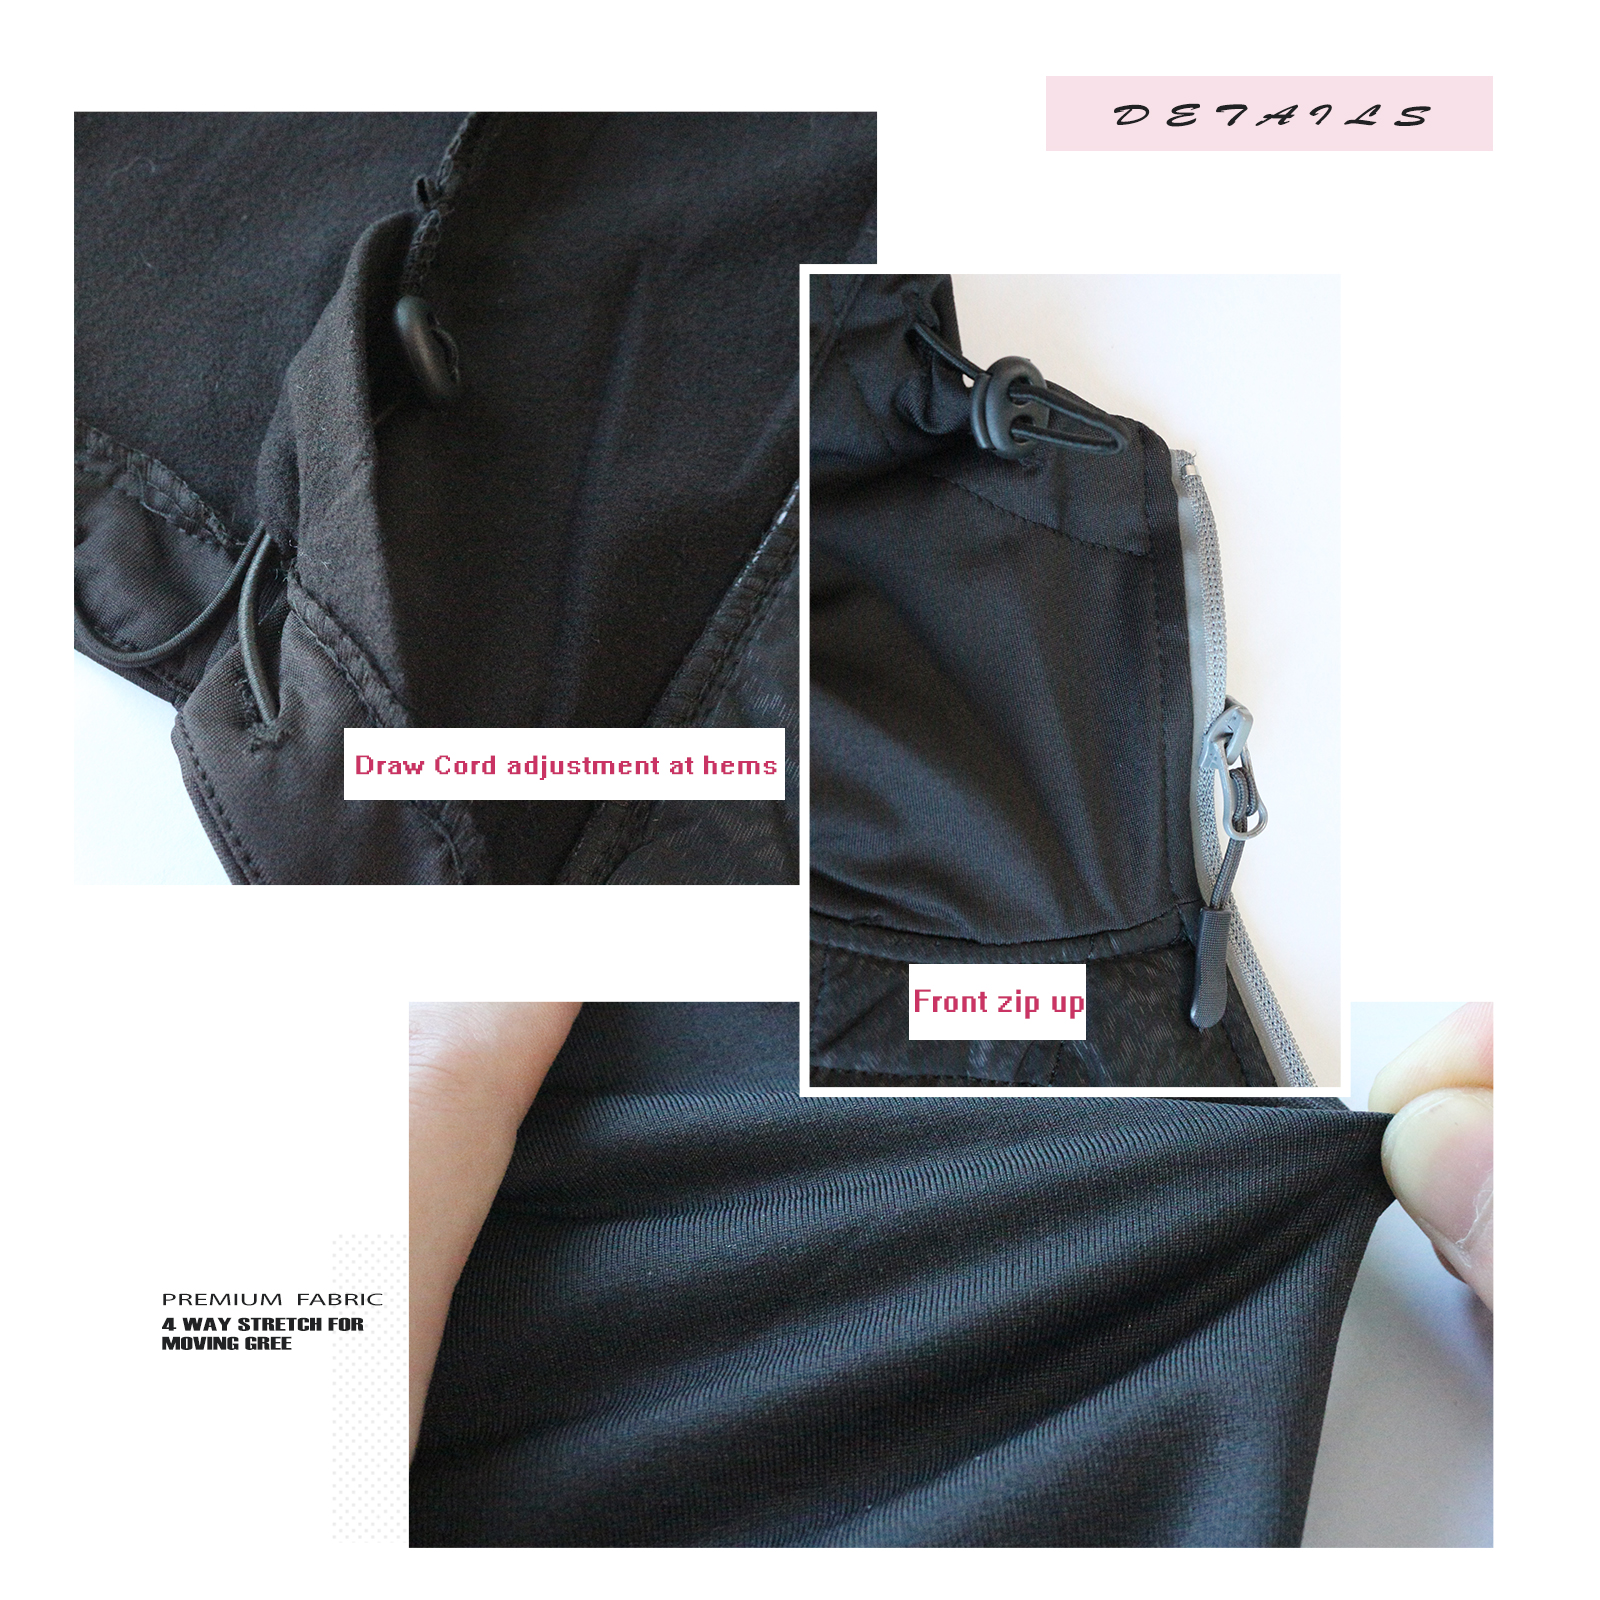 DETAILS
Draw Cord adjustment at hems
Front zip up
PREMIUM FABRIC
4 WAY STRETCH FOR
MOVING GREE